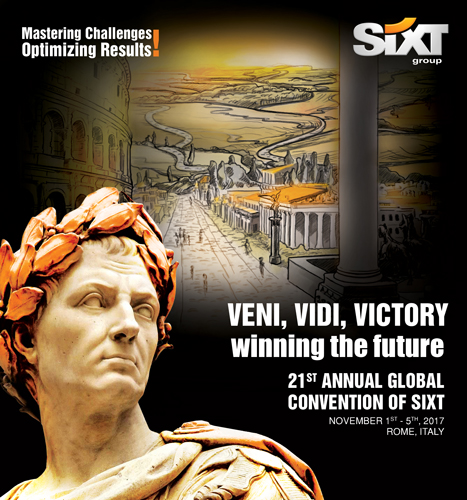 Mastering Challenges
Optimizing Results!
SIXT
group
VENI, VIDI, VICTORY
winning the future
21ST ANNUAL GLOBAL
CONVENTION OF SIXT
NOVEMBER 1ST - 5TH, 2017
ROME, ITALY